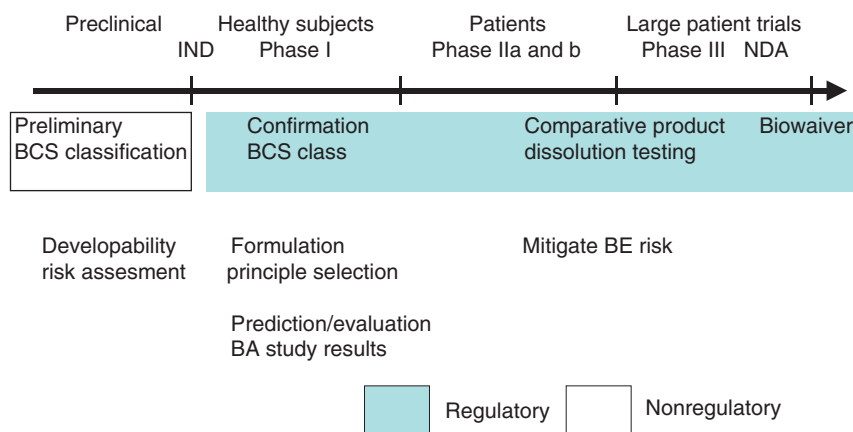 Preclinical
Healthy subjects
Patients
Large patient trials
IND
Phase I
Phase IIa and b
Phase III
NDA
Preliminary
BCS classification
Confirmation
BCS class
Comparative product
dissolution testing
Biowaiver
Developability
risk assesment
Formulation
principle selection
Mitigate BE risk
Prediction/evaluation
BA study results
Regulatory
Nonregulatory